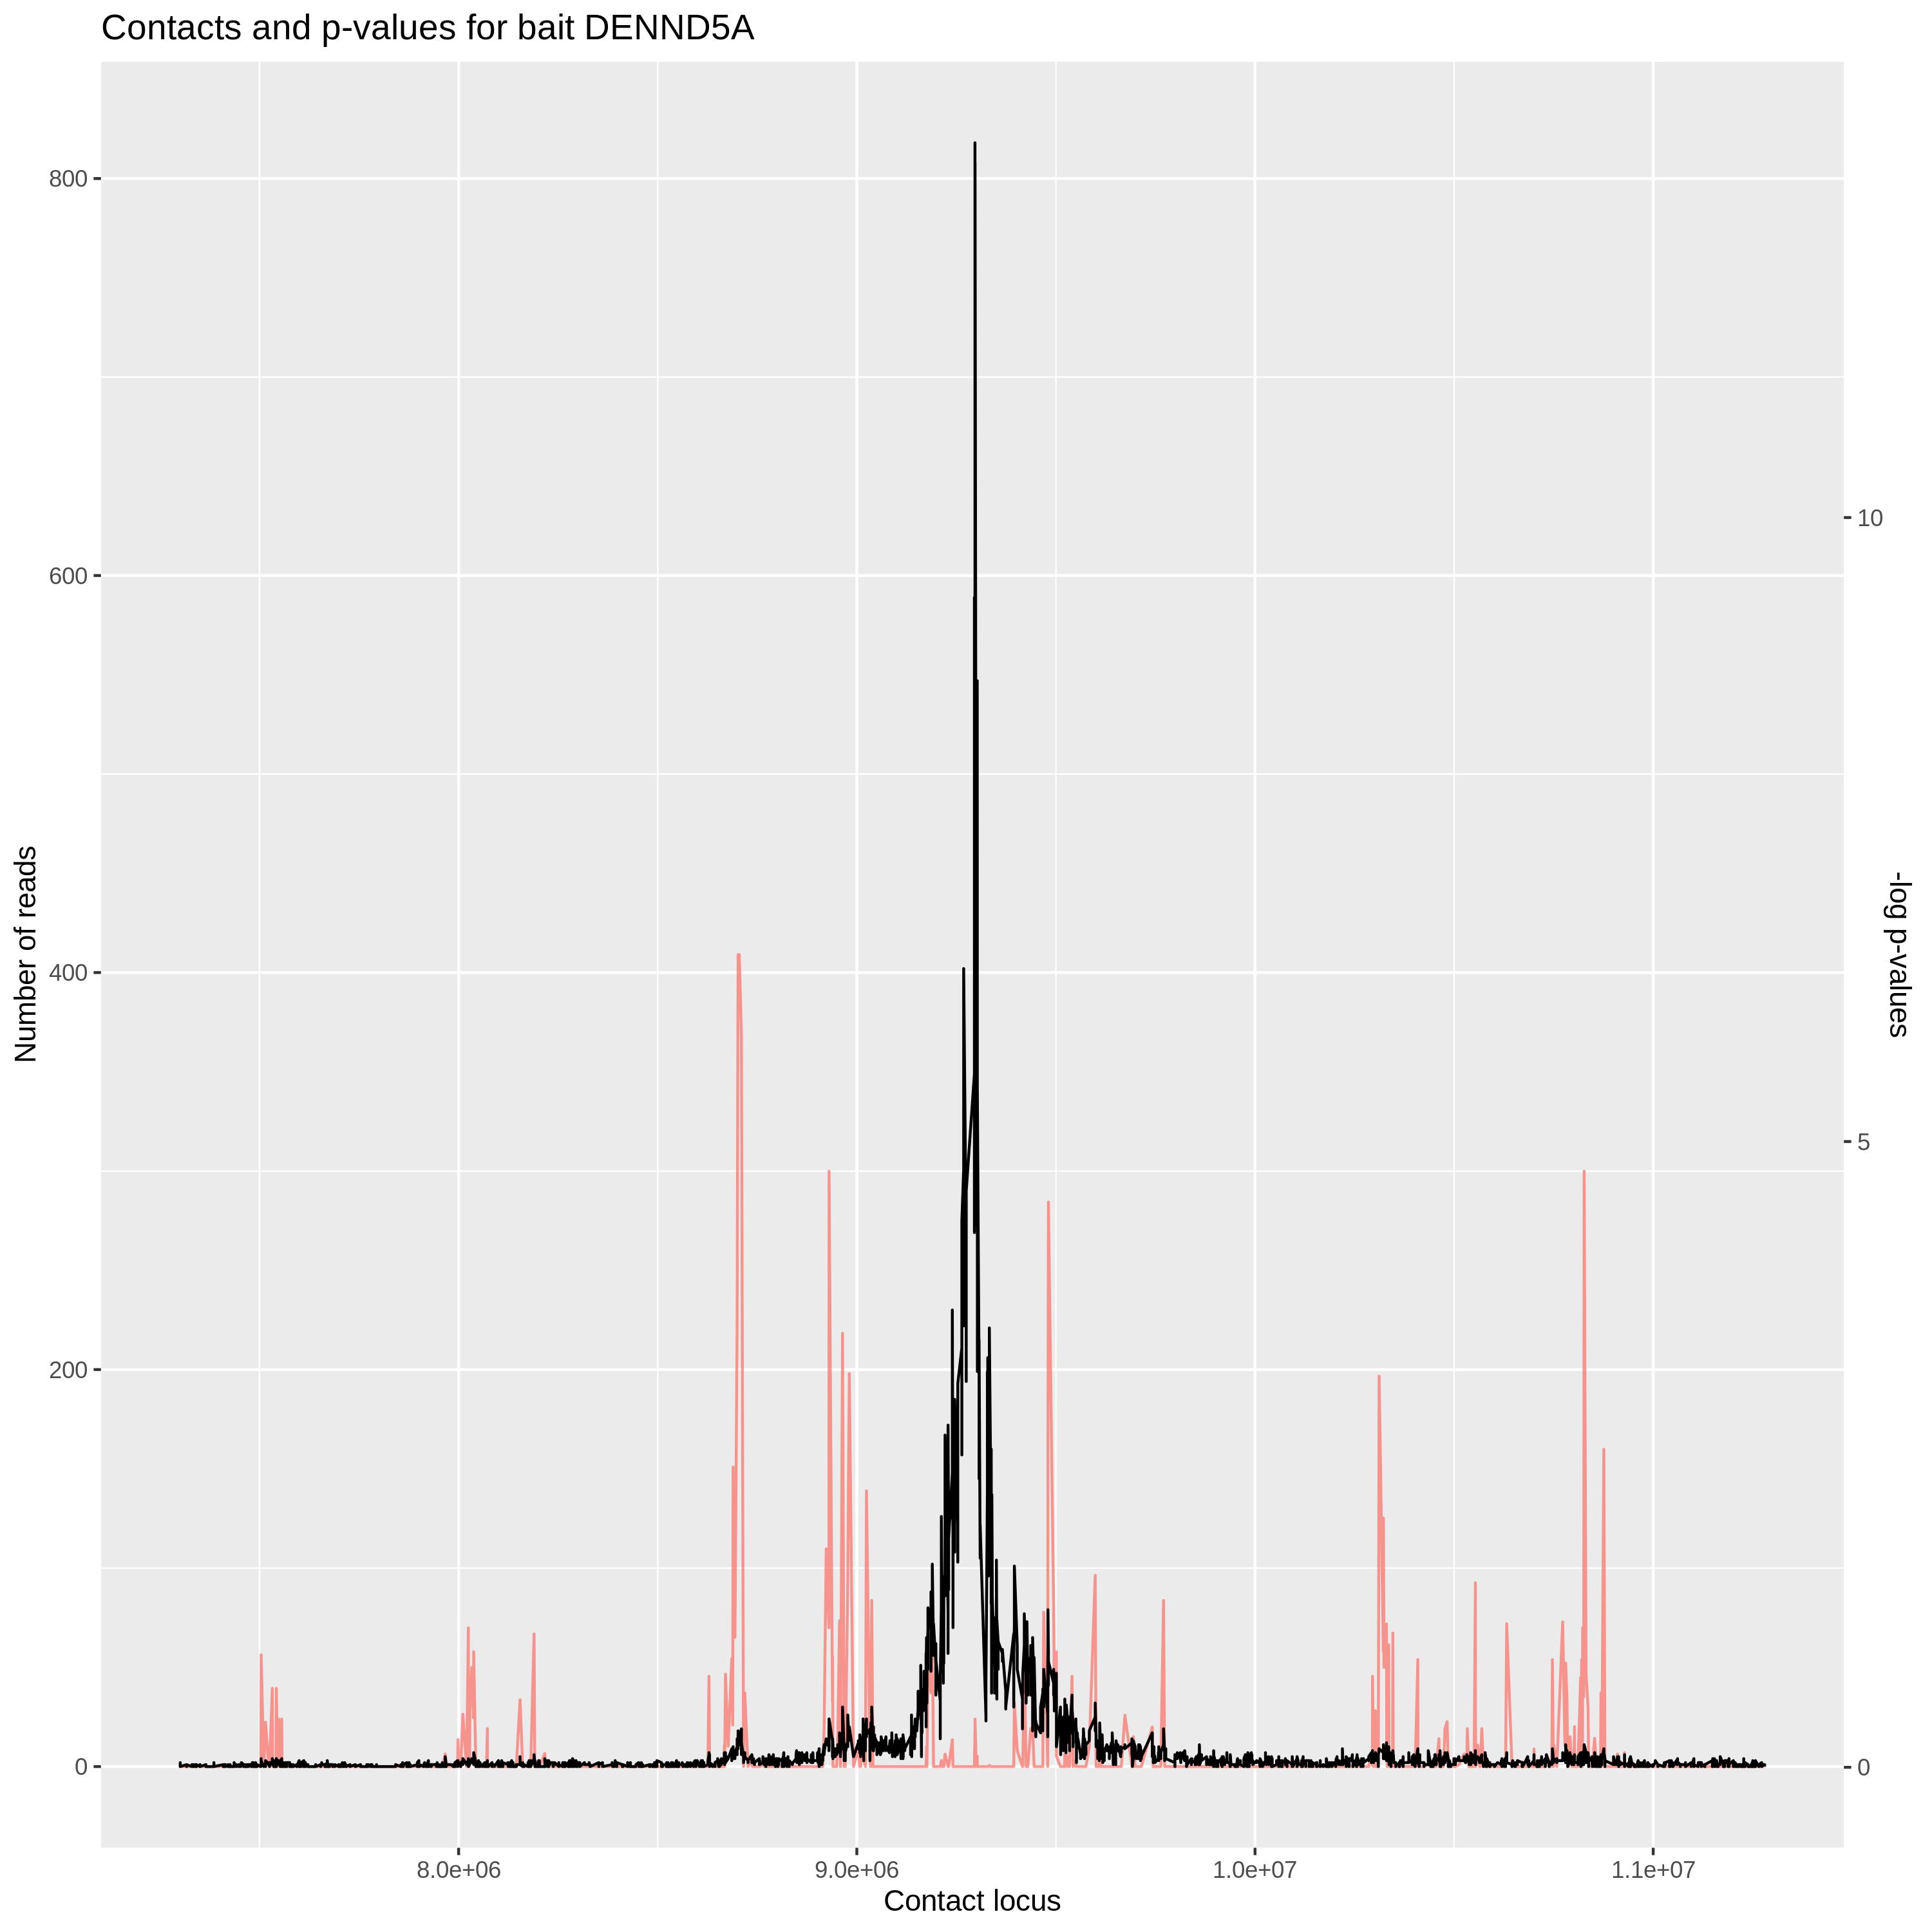 Contacts and p-values for bait DENND5A
800
600
400
200
0
Number of reads
10
5
0
-log p-values
8.0e+06
9.0e+06
1.0e+07
1.1e+07
Contact locus